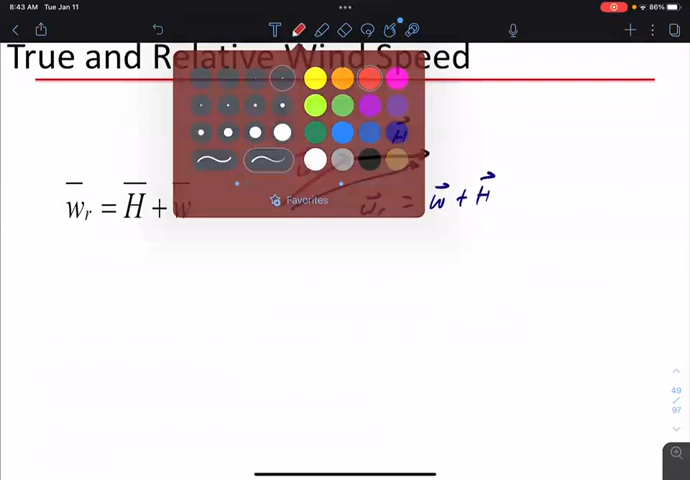 8:43 AM Tue Jan 11
86%
True and Relative Wind Speed
H⃗
w̅ᵣ = H̅ + w̅
w⃗ᵣ = w⃗ + H⃗
Favorites
49
/
97